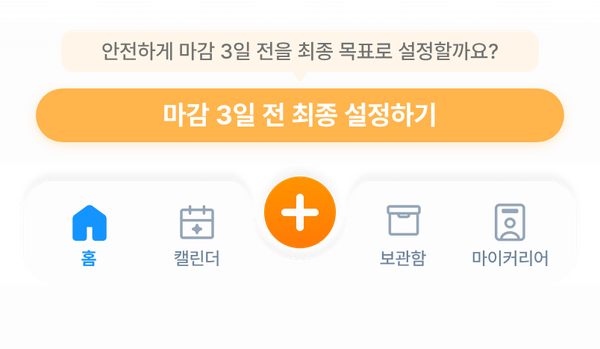 안전하게 마감 3일 전을 최종 목표로 설정할까요?
마감 3일 전 최종 설정하기
홈
캘린더
보관함
마이커리어